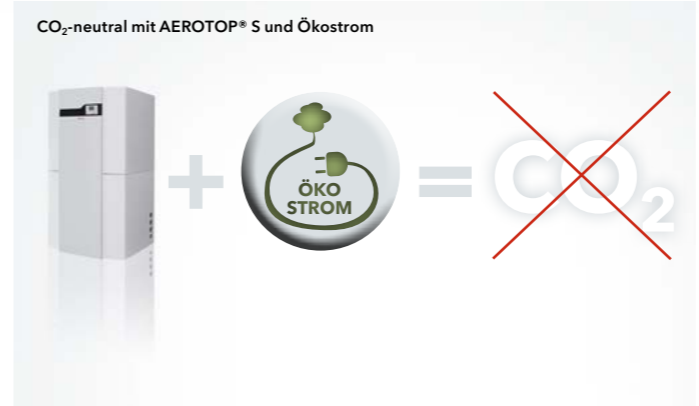 CO₂-neutral mit AEROTOP® S und Ökostrom
+
ÖKO
STROM
=
CO₂